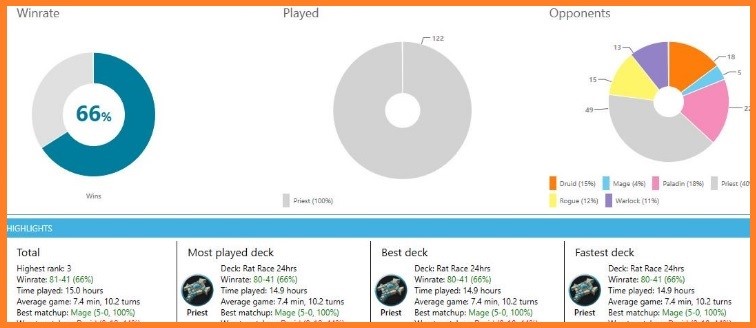 Winrate
Played
Opponents
66%
Wins
122
Priest (100%)
13
18
5
15
49
Druid (15%)
Mage (4%)
Paladin (18%)
Priest (40
Rogue (12%)
Warlock (11%)
HIGHLIGHTS
Total
Highest rank: 3
Winrate: 81-41 (66%)
Time played: 15.0 hours
Average game: 7.4 min, 10.2 turns
Best matchup: Mage (5-0, 100%)
Most played deck
Deck: Rat Race 24hrs
Winrate: 80-41 (66%)
Time played: 14.9 hours
Average game: 7.4 min, 10.2 turns
Best matchup: Mage (5-0, 100%)
Priest
Best deck
Deck: Rat Race 24hrs
Winrate: 80-41 (66%)
Time played: 14.9 hours
Average game: 7.4 min, 10.2 turns
Best matchup: Mage (5-0, 100%)
Priest
Fastest deck
Deck: Rat Race 24hrs
Winrate: 80-41 (66%)
Time played: 14.9 hours
Average game: 7.4 min, 10.2 turns
Best matchup: Mage (5-0, 100%)
Priest